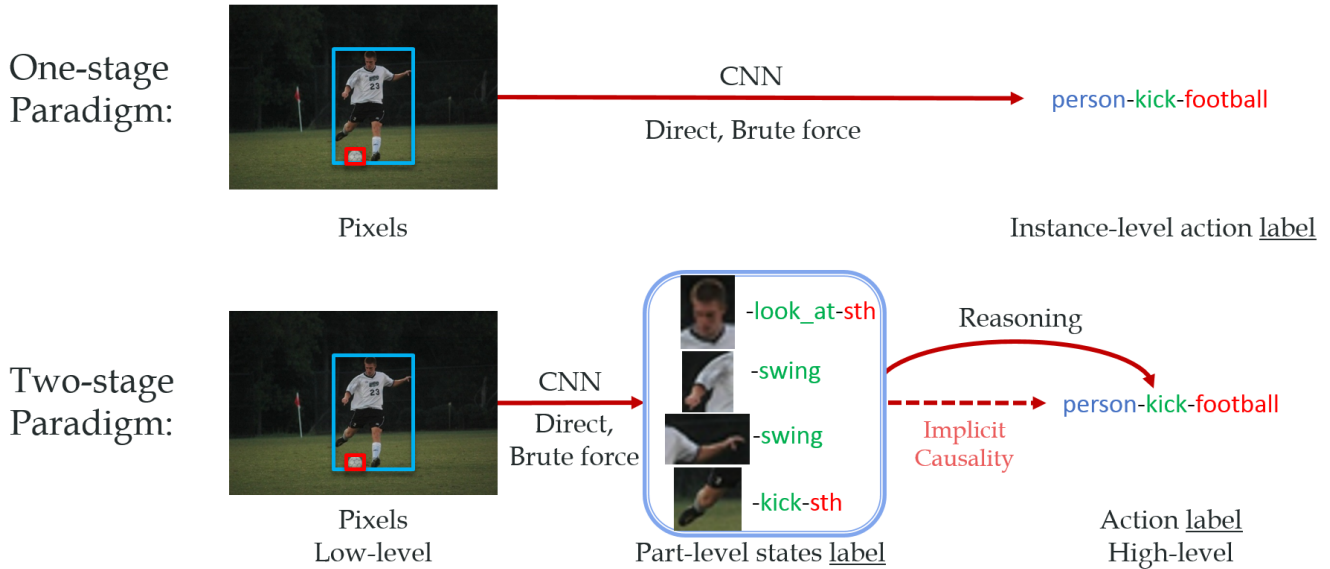 One-stage
Paradigm:
23
CNN
Direct, Brute force
person-kick-football
Pixels
Instance-level action label
Two-stage
Paradigm:
23
CNN
Direct,
Brute force
-look_at-sth
-swing
-swing
-kick-sth
Reasoning
Implicit
Causality
person-kick-football
Pixels
Low-level
Part-level states label
Action label
High-level